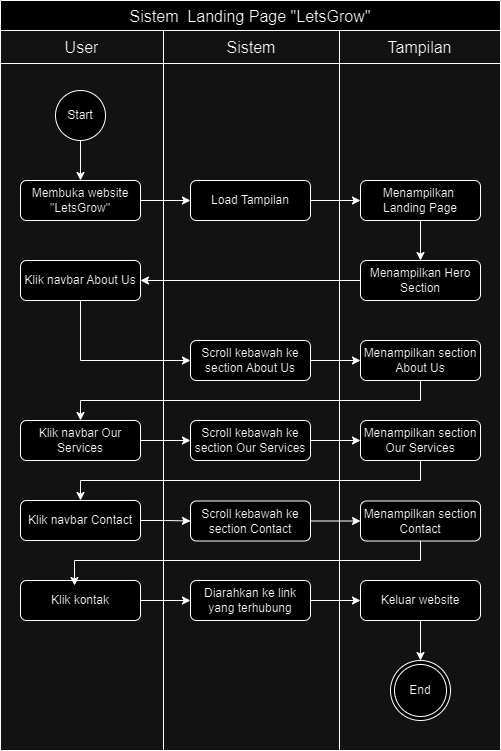 Sistem Landing Page "LetsGrow"
User
Sistem
Tampilan
Start
Membuka website
"LetsGrow"
Load Tampilan
Menampilkan
Landing Page
Klik navbar About Us
Menampilkan Hero
Section
Scroll kebawah ke
section About Us
Menampilkan section
About Us
Klik navbar Our
Services
Scroll kebawah ke
section Our Services
Menampilkan section
Our Services
Klik navbar Contact
Scroll kebawah ke
section Contact
Menampilkan section
Contact
Klik kontak
Diarahkan ke link
yang terhubung
Keluar website
End